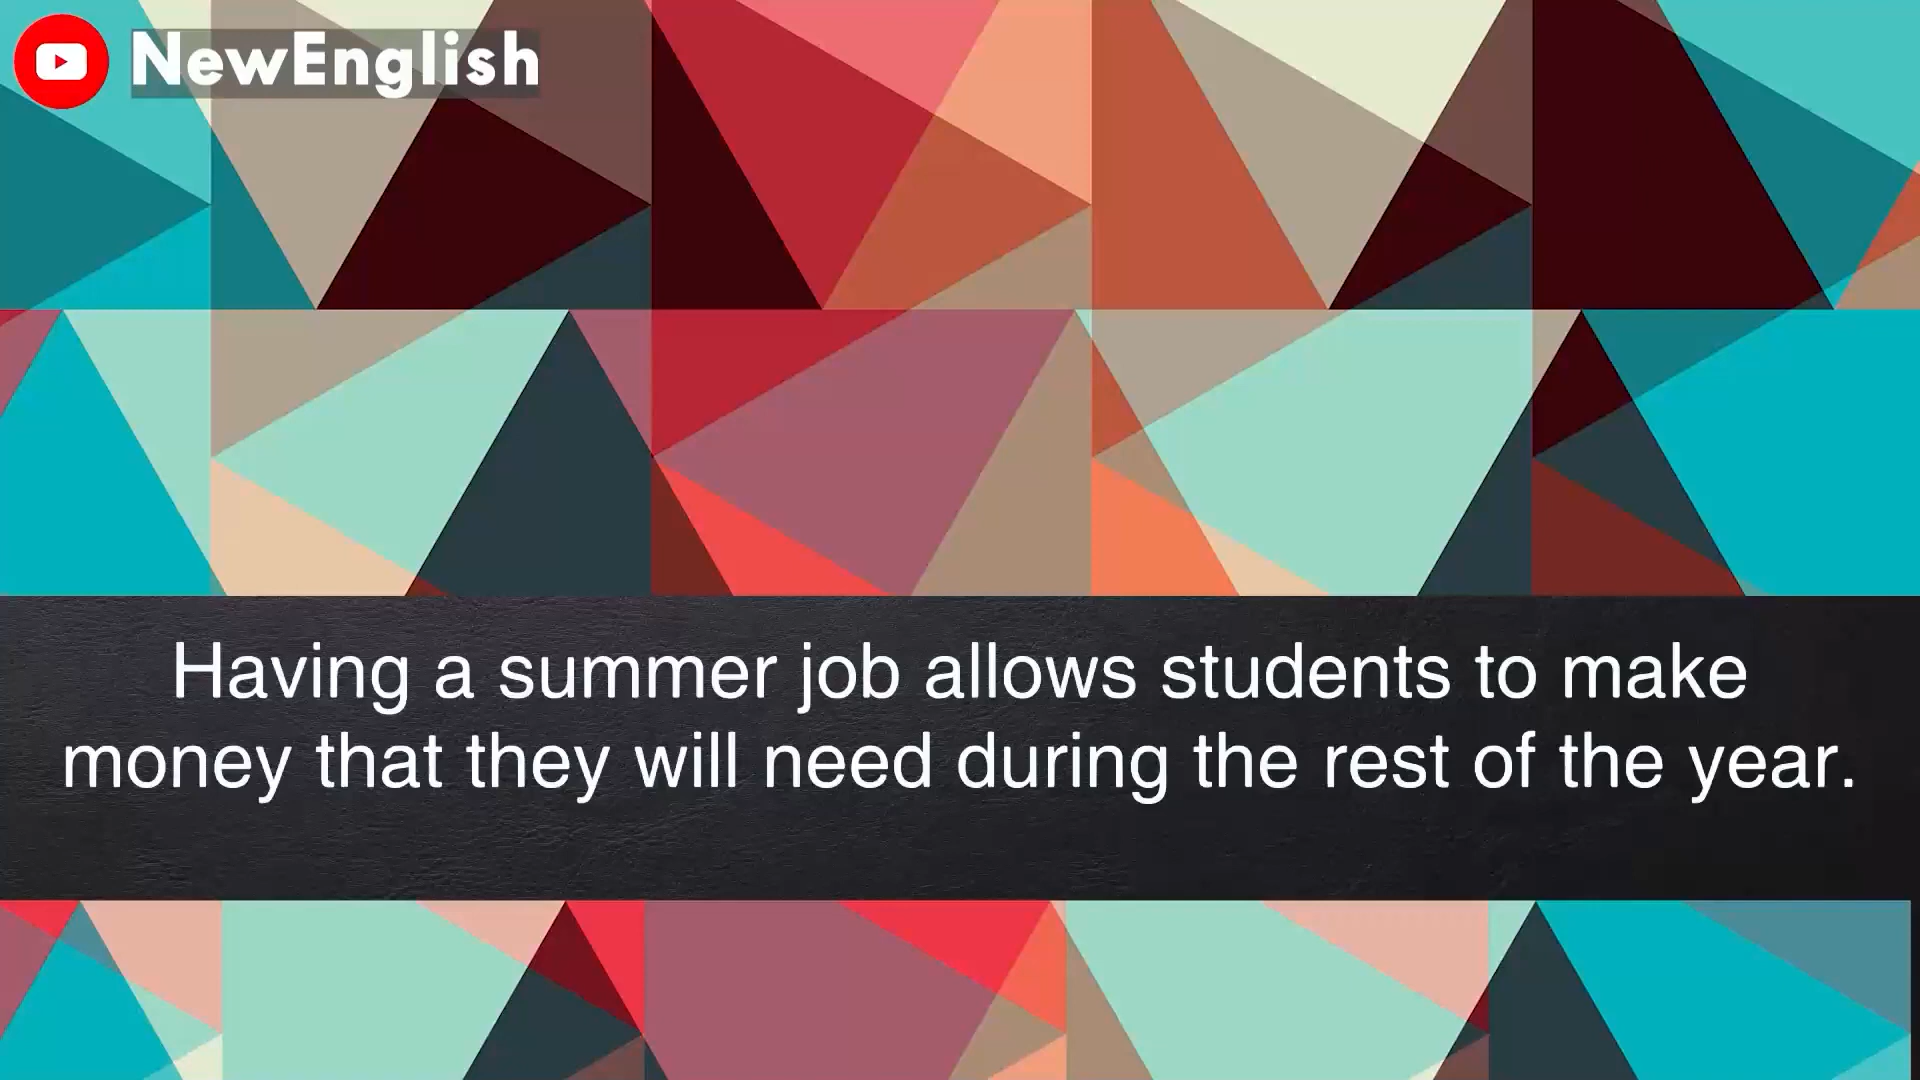 NewEnglish
Having a summer job allows students to make
money that they will need during the rest of the year.